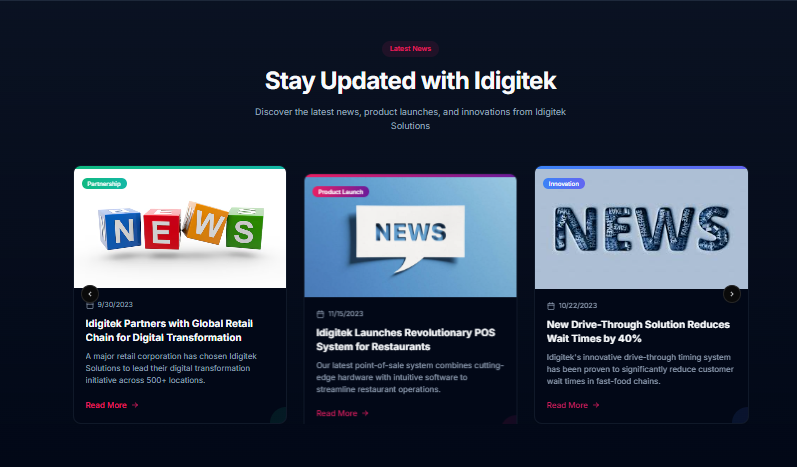 Latest News
Stay Updated with Idigitek
Discover the latest news, product launches, and innovations from Idigitek
Solutions
Partnership
NEWS
9/30/2023
Idigitek Partners with Global Retail
Chain for Digital Transformation
A major retail corporation has chosen Idigitek
Solutions to lead their digital transformation
initiative across 500+ locations.
Read More →
Product Launch
NEWS
11/15/2023
Idigitek Launches Revolutionary POS
System for Restaurants
Our latest point-of-sale system combines cutting-
edge hardware with intuitive software to
streamline restaurant operations.
Read More →
Innovation
NEWS
10/22/2023
New Drive-Through Solution Reduces
Wait Times by 40%
Idigitek's innovative drive-through timing system
has been proven to significantly reduce customer
wait times in fast-food chains.
Read More →